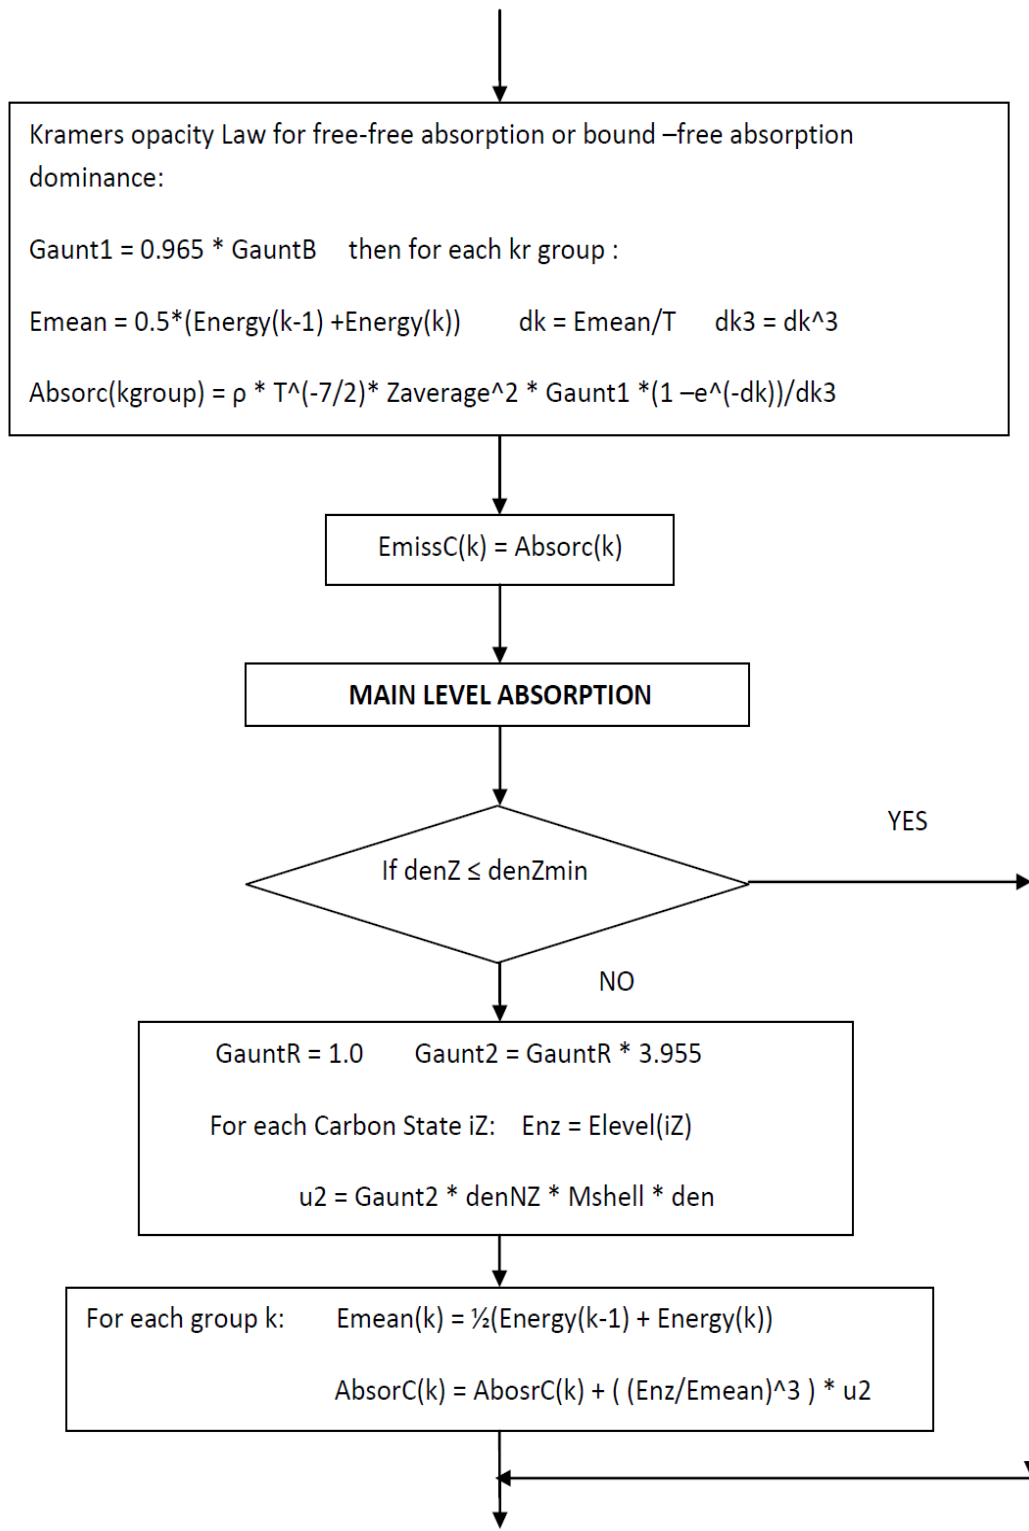 Kramers opacity Law for free-free absorption or bound –free absorption
dominance:
Gaunt1 = 0.965 * GauntB then for each kr group :
Emean = 0.5*(Energy(k-1) +Energy(k)) dk = Emean/T dk3 = dk^3
Absorc(kgroup) = ρ * T^(-7/2)* Zaverage^2 * Gaunt1 *(1 –e^(-dk))/dk3
EmissC(k) = Absorc(k)
MAIN LEVEL ABSORPTION
YES
If denZ ≤ denZmin
NO
GauntR = 1.0 Gaunt2 = GauntR * 3.955
For each Carbon State iZ: Enz = Elevel(iZ)
u2 = Gaunt2 * denNZ * Mshell * den
For each group k: Emean(k) = ½(Energy(k-1) + Energy(k))
AbsorC(k) = AbosrC(k) + ( (Enz/Emean)^3 ) * u2